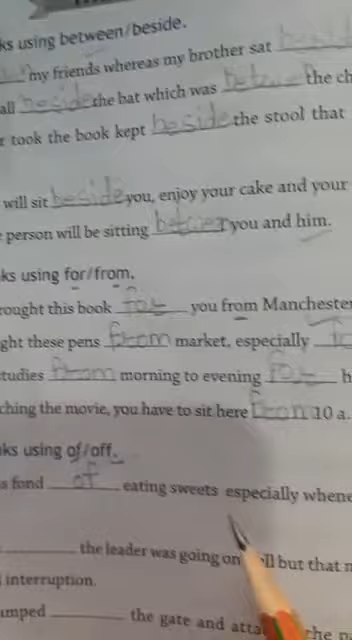 ks using between/beside.
my friends whereas my brother sat
all beside the bat which was between the ch
r took the book kept beside the stool that
will sit beside you, enjoy your cake and your
person will be sitting between you and him.
ks using for/from.
rought this book for you from Mancheste
ght these pens from market, especially
studies from morning to evening for h
ching the movie, you have to sit here from 10 a.
ks using of/off.
s fond of eating sweets especially whene
the leader was going on but that
interruption.
umped the gate and the